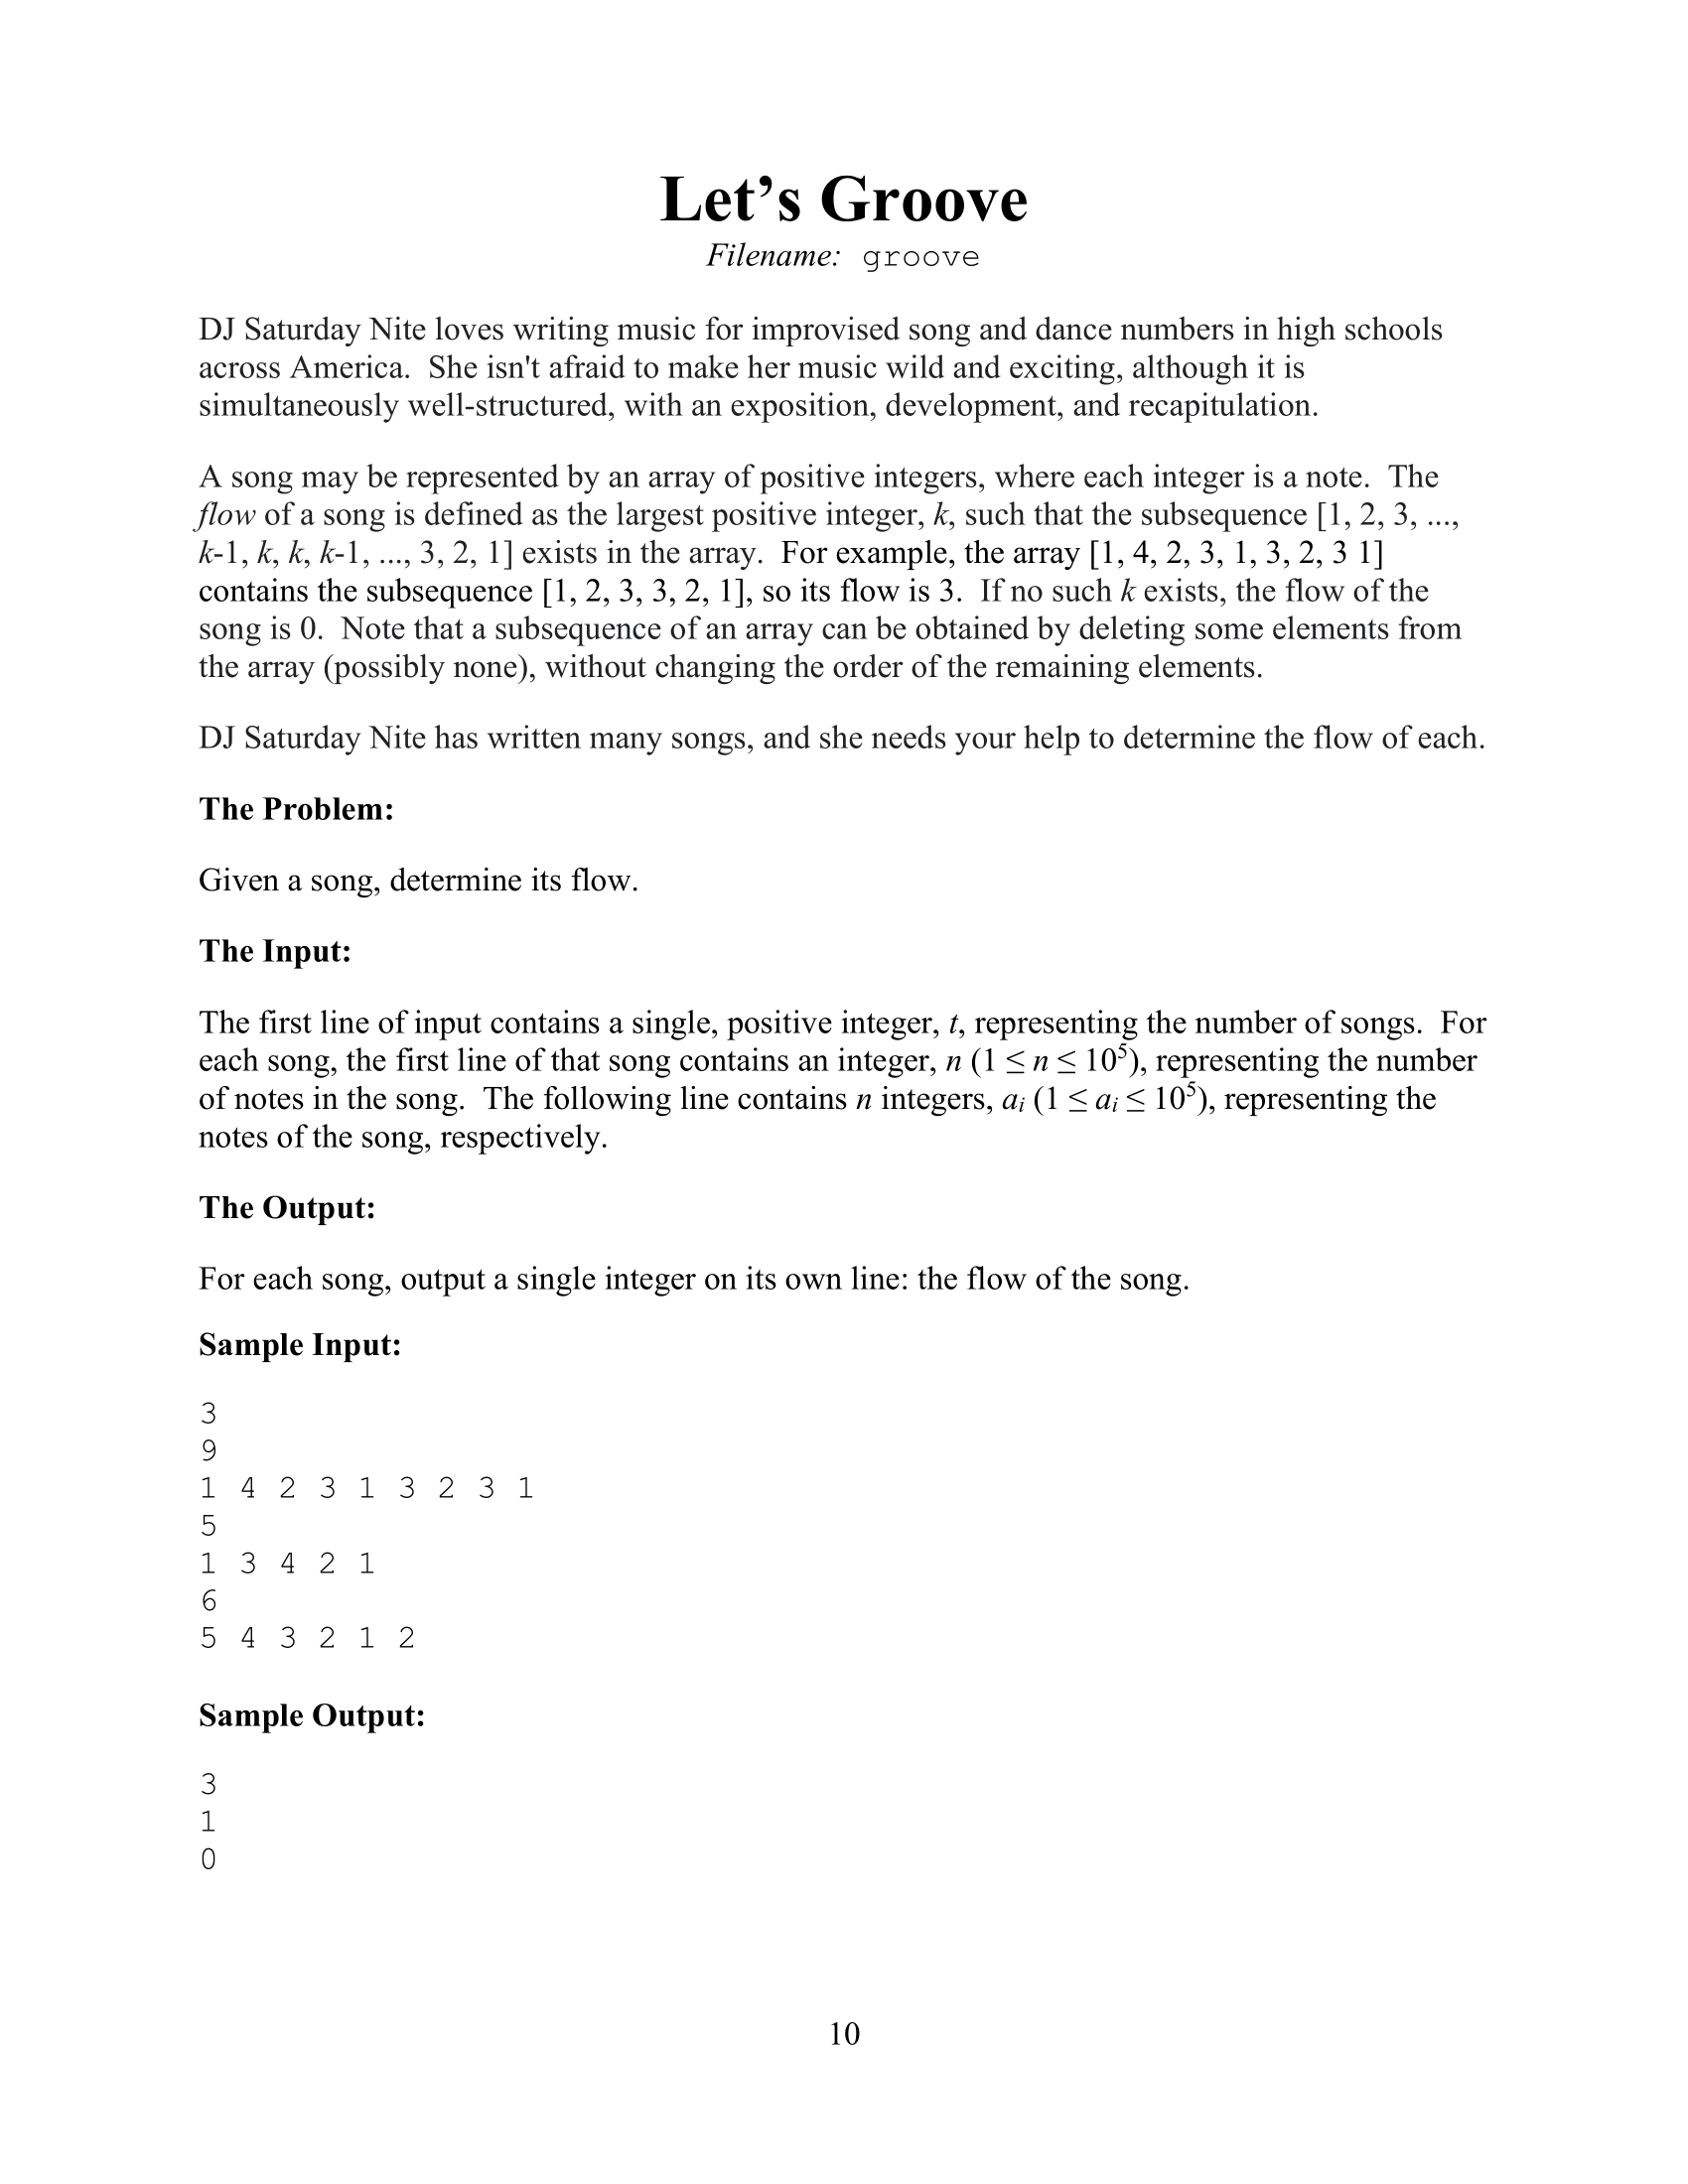 Let’s Groove
Filename: groove
DJ Saturday Nite loves writing music for improvised song and dance numbers in high schools
across America. She isn't afraid to make her music wild and exciting, although it is
simultaneously well-structured, with an exposition, development, and recapitulation.
A song may be represented by an array of positive integers, where each integer is a note. The
flow of a song is defined as the largest positive integer, k, such that the subsequence [1, 2, 3, ...,
k-1, k, k, k-1, ..., 3, 2, 1] exists in the array. For example, the array [1, 4, 2, 3, 1, 3, 2, 3 1]
contains the subsequence [1, 2, 3, 3, 2, 1], so its flow is 3. If no such k exists, the flow of the
song is 0. Note that a subsequence of an array can be obtained by deleting some elements from
the array (possibly none), without changing the order of the remaining elements.
DJ Saturday Nite has written many songs, and she needs your help to determine the flow of each.
The Problem:
Given a song, determine its flow.
The Input:
The first line of input contains a single, positive integer, t, representing the number of songs. For
each song, the first line of that song contains an integer, n (1 ≤ n ≤ 10⁵), representing the number
of notes in the song. The following line contains n integers, aᵢ (1 ≤ aᵢ ≤ 10⁵), representing the
notes of the song, respectively.
The Output:
For each song, output a single integer on its own line: the flow of the song.
Sample Input:
3
9
1 4 2 3 1 3 2 3 1
5
1 3 4 2 1
6
5 4 3 2 1 2
Sample Output:
3
1
0
10